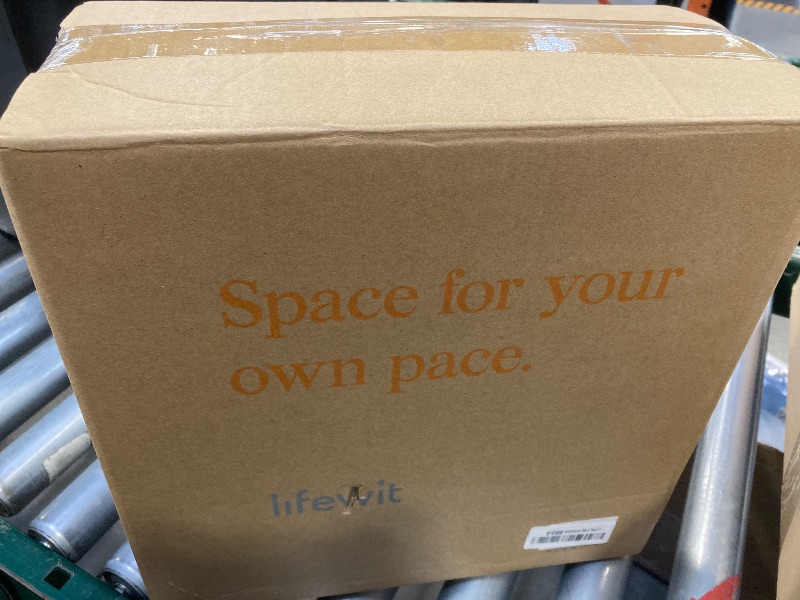 Space for your
own pace.
lifewit